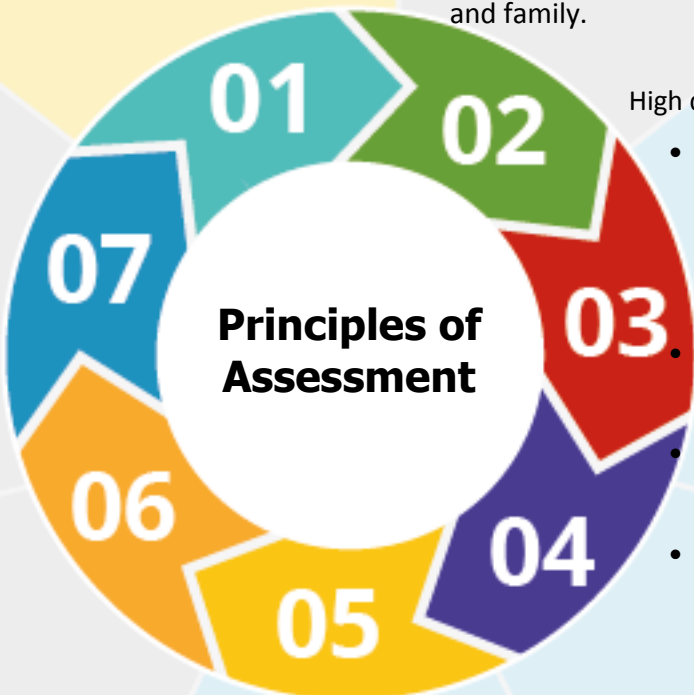 and family.
High
•
•
•
•
01
02
03
04
05
06
07
Principles of
Assessment